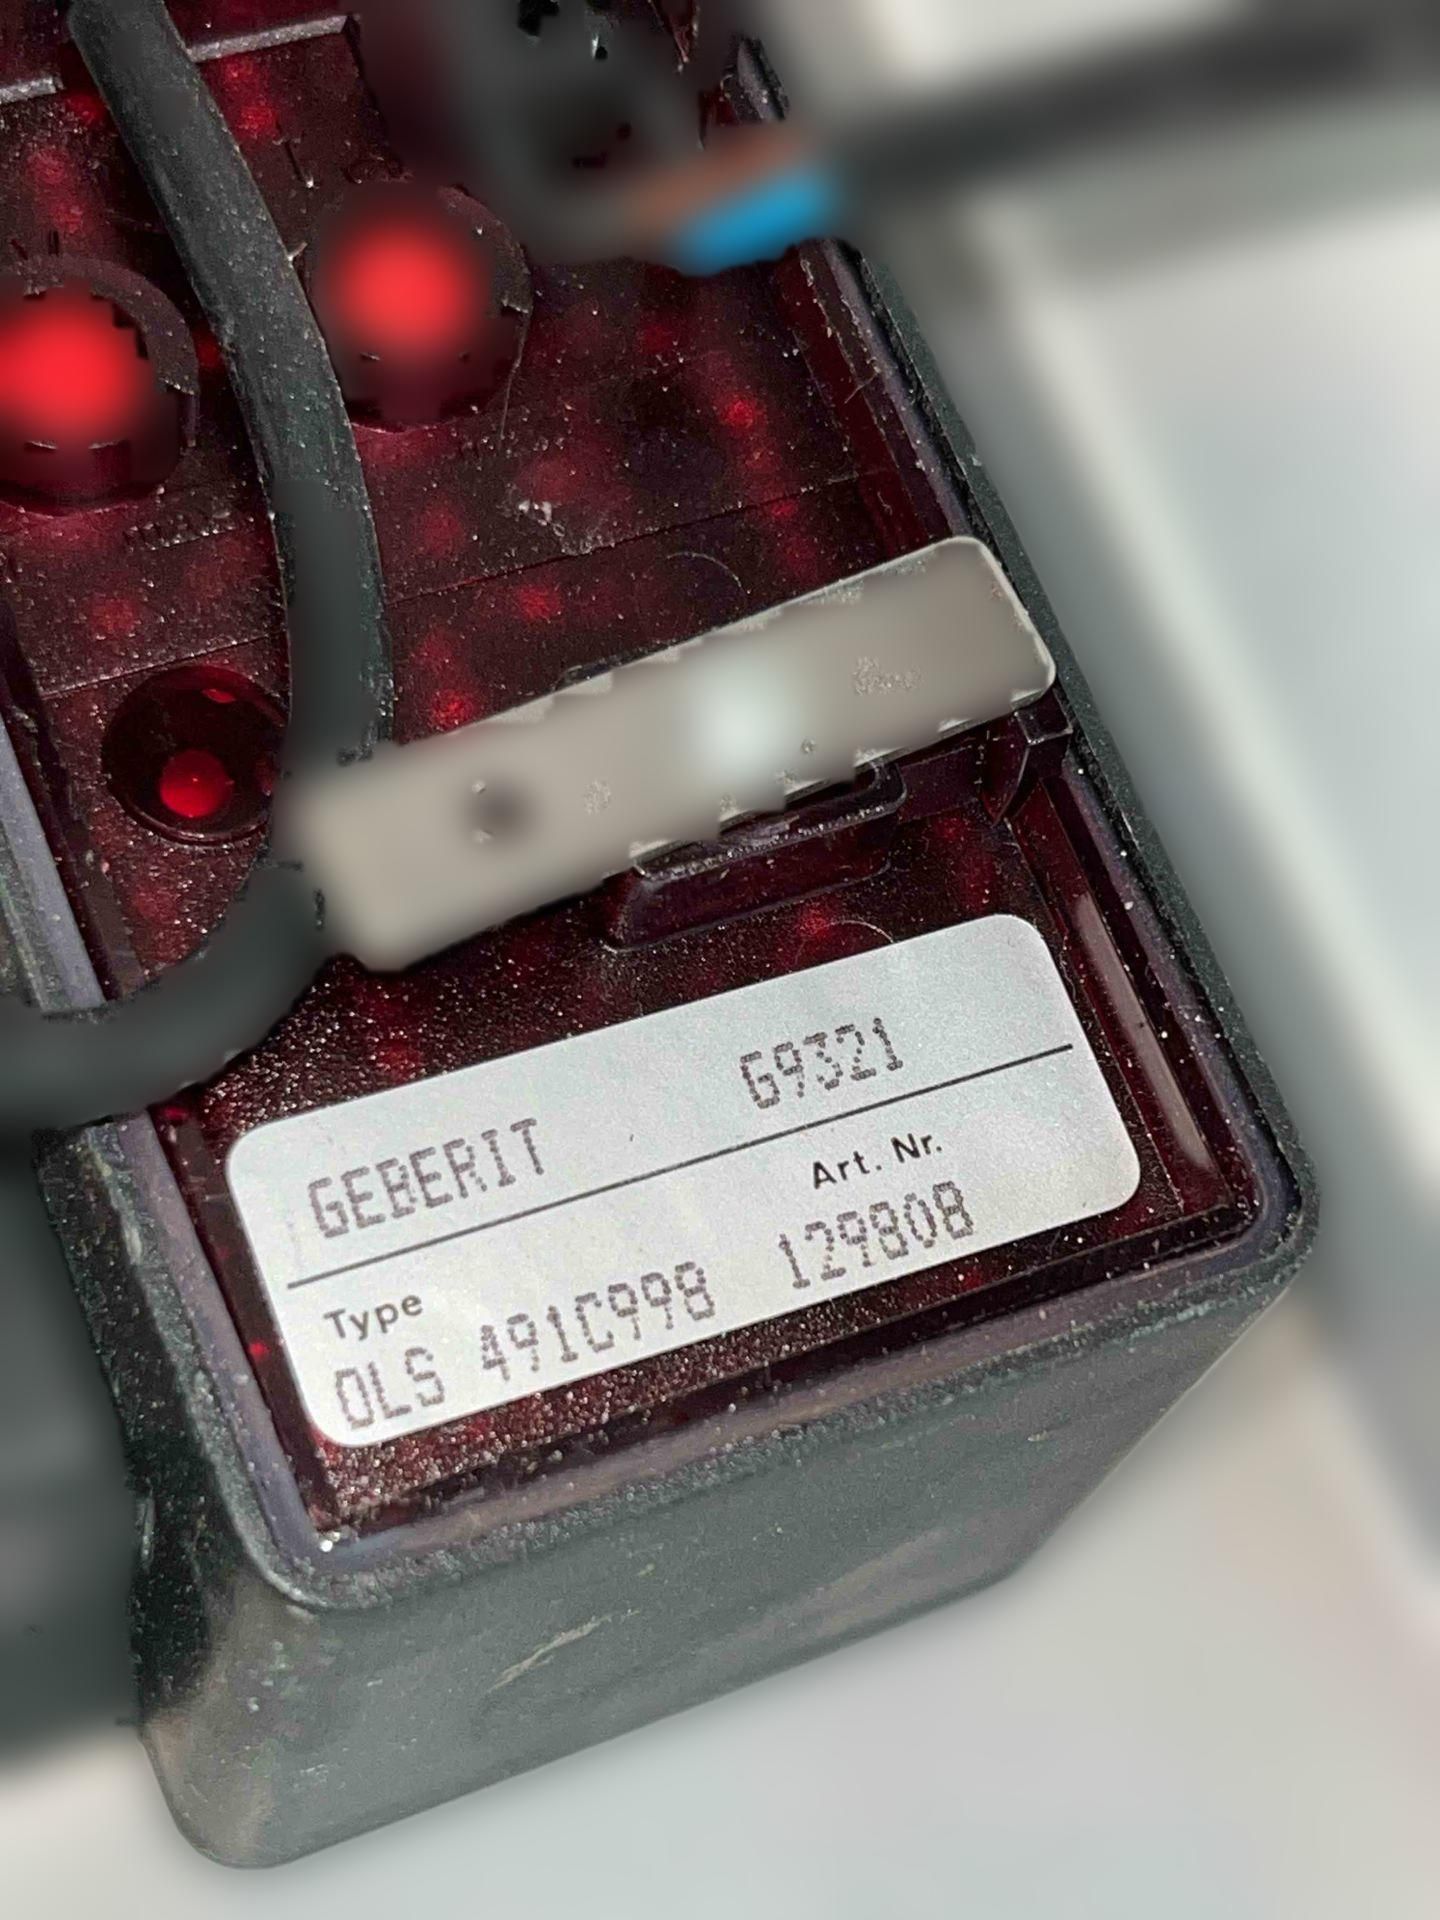 GEBERIT G9321
Type Art. Nr.
OLS 491C998 129808